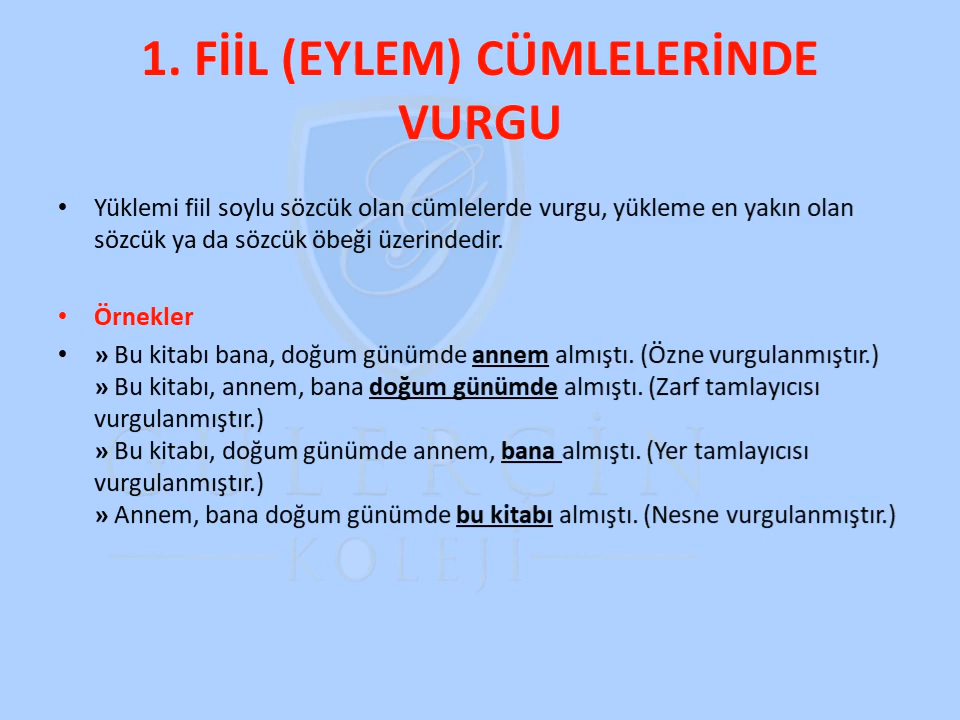 1. FİİL (EYLEM) CÜMLELERİNDE
VURGU
• Yüklemi fiil soylu sözcük olan cümlelerde vurgu, yükleme en yakın olan
sözcük ya da sözcük öbeği üzerindedir.
• Örnekler
• » Bu kitabı bana, doğum günümde annem almıştı. (Özne vurgulanmıştır.)
» Bu kitabı, annem, bana doğum günümde almıştı. (Zarf tamlayıcısı
vurgulanmıştır.)
» Bu kitabı, doğum günümde annem, bana almıştı. (Yer tamlayıcısı
vurgulanmıştır.)
» Annem, bana doğum günümde bu kitabı almıştı. (Nesne vurgulanmıştır.)
KOLEJİ